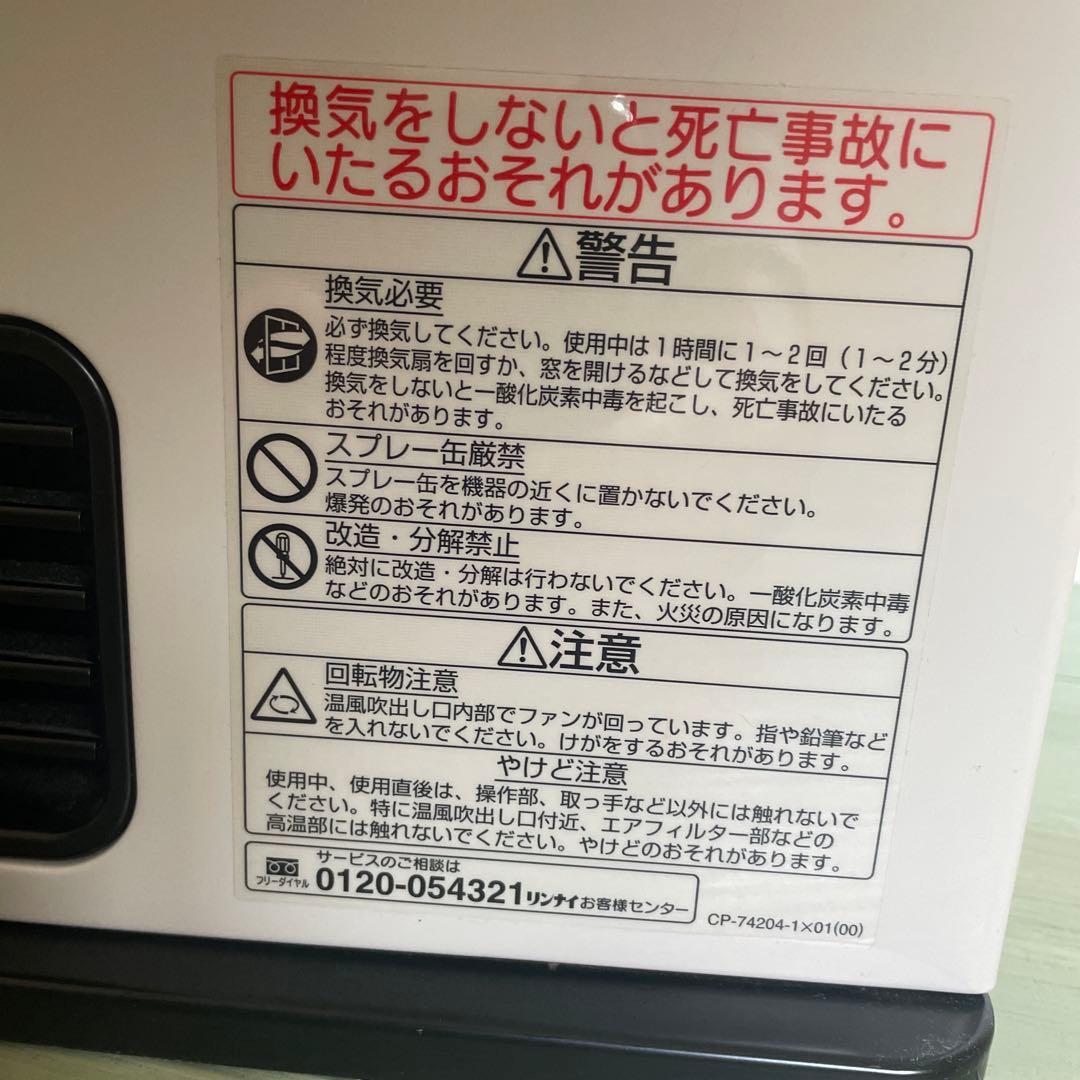 換気をしないと死亡事故に
いたるおそれがあります。
警告
換気必要
必ず換気してください。使用中は1時間に1～2回（1～2分）
程度換気扇を回すか、窓を開けるなどして換気をしてください。
換気をしないと一酸化炭素中毒を起こし、死亡事故にいたる
おそれがあります。
スプレー缶厳禁
スプレー缶を機器の近くに置かないでください。
爆発のおそれがあります。
改造・分解禁止
絶対に改造・分解は行わないでください。一酸化炭素中毒
などのおそれがあります。また、火災の原因になります。
注意
回転物注意
温風吹出し口内部でファンが回っています。指や鉛筆など
を入れないでください。けがをするおそれがあります。
やけど注意
使用中、使用直後は、操作部、取っ手など以外には触れないで
ください。特に温風吹出し口付近、エアフィルター部などの
高温部には触れないでください。やけどのおそれがあります。
サービスのご相談は
フリーダイヤル 0120-054321 リンナイお客様センター
CP-74204-1×01(00)